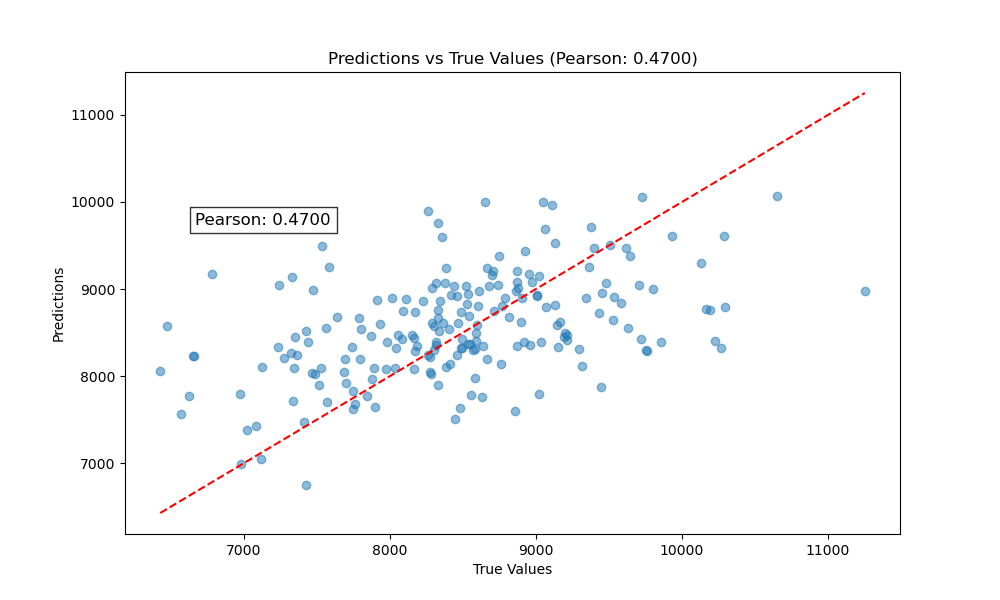 Predictions vs True Values (Pearson: 0.4700)
11000
10000
Pearson: 0.4700
9000
8000
7000
Predictions
7000 8000 9000 10000 11000
True Values